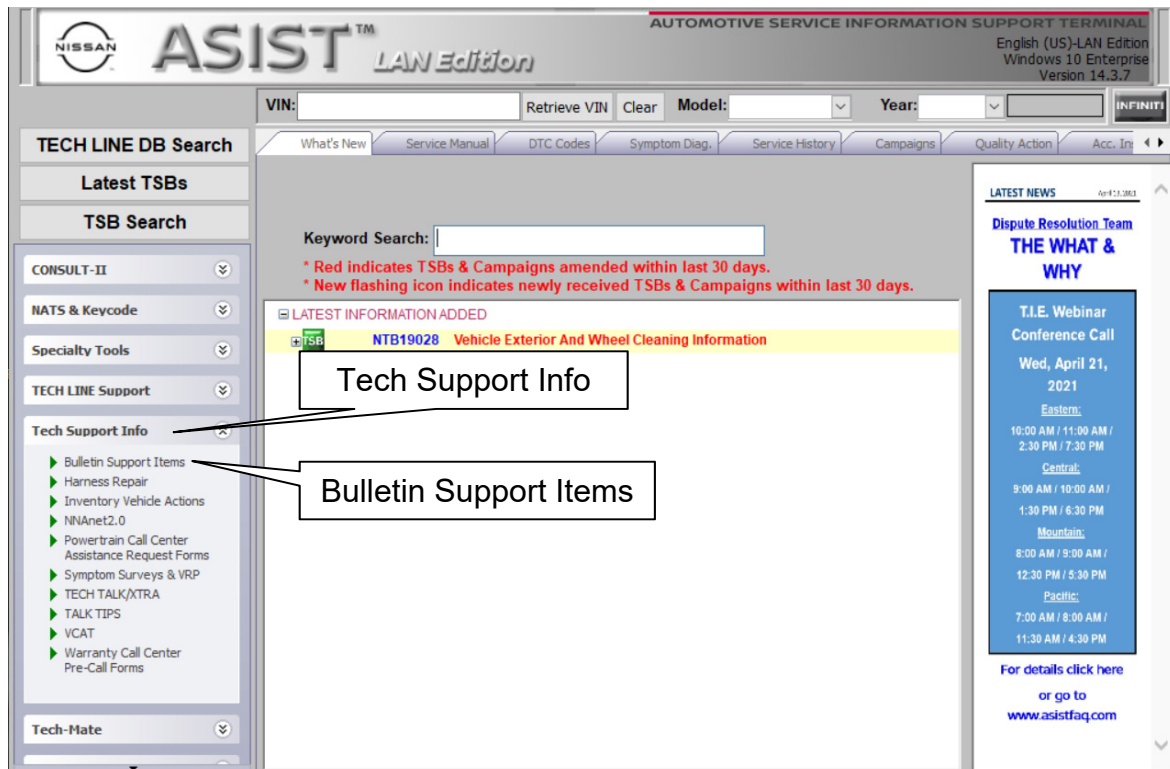 NISSAN
ASIST™
LAN Edition
AUTOMOTIVE SERVICE INFORMATION SUPPORT TERMINAL
English (US)-LAN Edition
Windows 10 Enterprise
Version 14.3.7
VIN:
Retrieve VIN
Clear
Model:
Year:
INFINITI
TECH LINE DB Search
Latest TSBs
TSB Search
What's New
Service Manual
DTC Codes
Symptom Diag.
Service History
Campaigns
Quality Action
Acc. In
CONSULT-II
NATS & Keycode
Specialty Tools
TECH LINE Support
Tech Support Info
Bulletin Support Items
Harness Repair
Inventory Vehicle Actions
NNAnet2.0
Powertrain Call Center
Assistance Request Forms
Symptom Surveys & VRP
TECH TALK/XTRA
TALK TIPS
VCAT
Warranty Call Center
Pre-Call Forms
Tech-Mate
Keyword Search:
* Red indicates TSBs & Campaigns amended within last 30 days.
* New flashing icon indicates newly received TSBs & Campaigns within last 30 days.
LATEST INFORMATION ADDED
TSB NTB19028 Vehicle Exterior And Wheel Cleaning Information
Tech Support Info
Bulletin Support Items
LATEST NEWS
Dispute Resolution Team
THE WHAT &
WHY
T.I.E. Webinar
Conference Call
Wed, April 21,
2021
Eastern:
10:00 AM / 11:00 AM /
2:30 PM / 7:30 PM
Central:
9:00 AM / 10:00 AM /
1:30 PM / 6:30 PM
Mountain:
8:00 AM / 9:00 AM /
12:30 PM / 5:30 PM
Pacific:
7:00 AM / 8:00 AM /
11:30 AM / 4:30 PM
For details click here
or go to
www.asistfaq.com